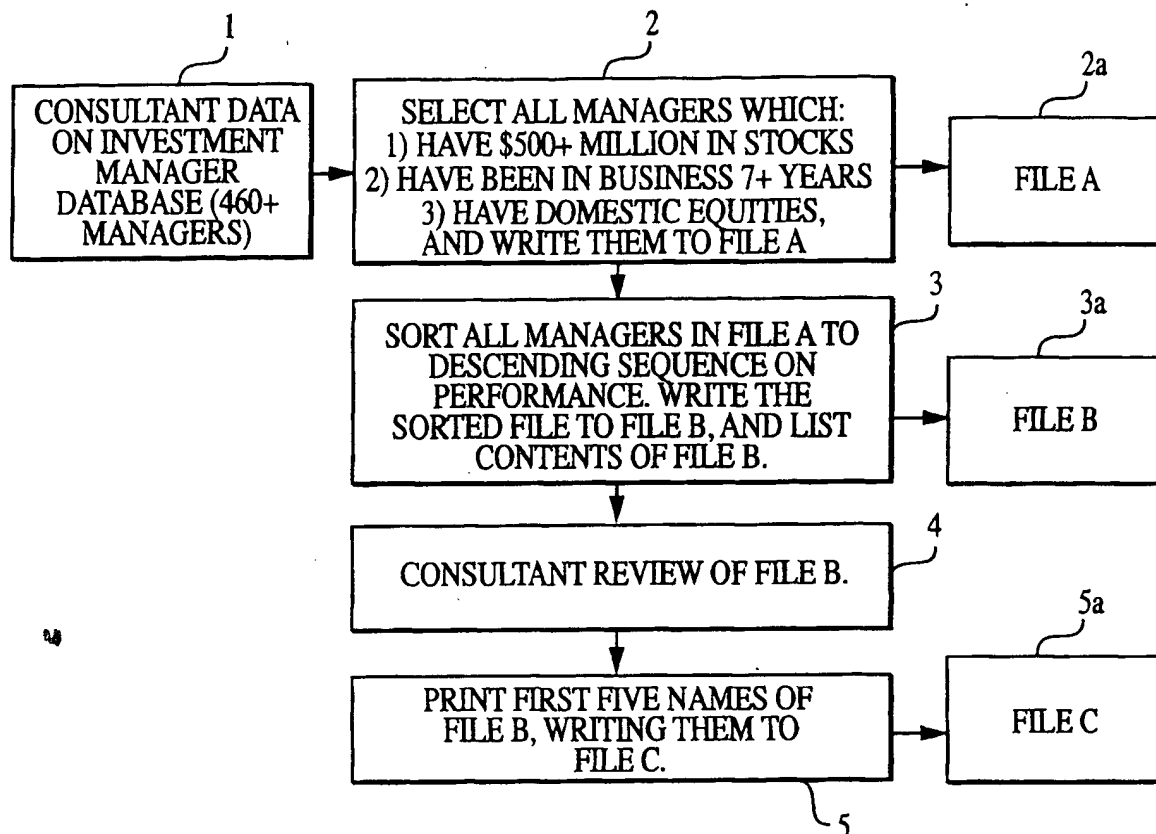 1
CONSULTANT DATA
ON INVESTMENT
MANAGER
DATABASE (460+
MANAGERS)
2
SELECT ALL MANAGERS WHICH:
1) HAVE $500+ MILLION IN STOCKS
2) HAVE BEEN IN BUSINESS 7+ YEARS
3) HAVE DOMESTIC EQUITIES,
AND WRITE THEM TO FILE A
2a
FILE A
3
SORT ALL MANAGERS IN FILE A TO
DESCENDING SEQUENCE ON
PERFORMANCE. WRITE THE
SORTED FILE TO FILE B, AND LIST
CONTENTS OF FILE B.
3a
FILE B
4
CONSULTANT REVIEW OF FILE B.
5a
PRINT FIRST FIVE NAMES OF
FILE B, WRITING THEM TO
FILE C.
FILE C
5